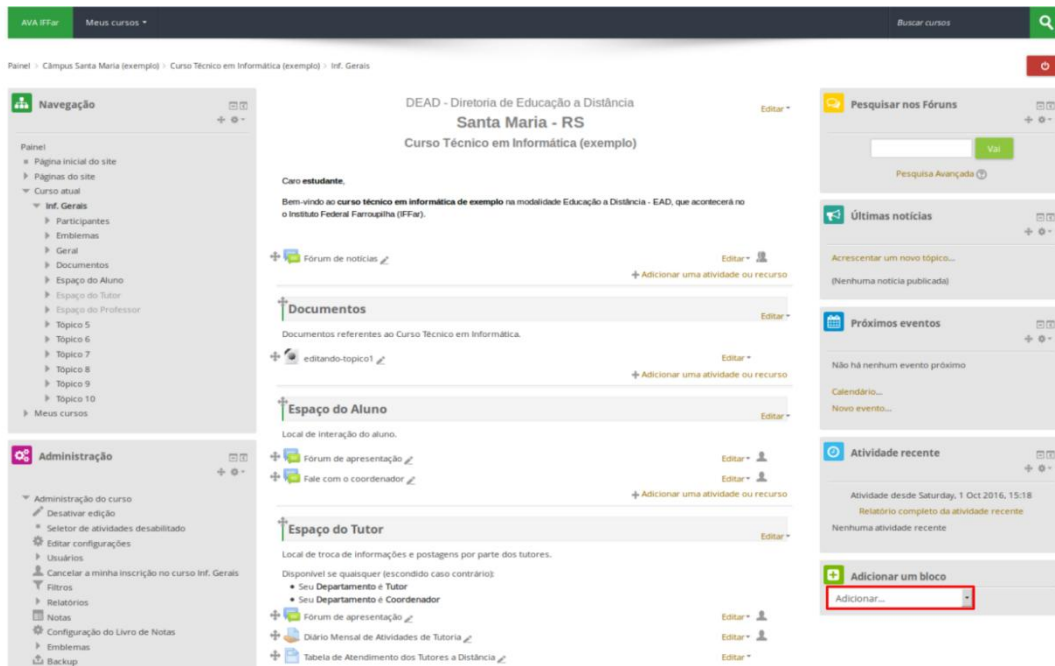 AVA IFFar
Meus cursos
Buscar cursos
Painel > Câmpus Santa Maria (exemplo) > Curso Técnico em Informática (exemplo) > Inf. Gerais
Navegação
Painel
Página inicial do site
Páginas do site
Curso atual
Inf. Gerais
Participantes
Emblemas
Geral
Documentos
Espaço do Aluno
Espaço do Tutor
Espaço do Professor
Tópico 5
Tópico 6
Tópico 7
Tópico 8
Tópico 9
Tópico 10
Meus cursos
Administração
Administração do curso
Desativar edição
Seletor de atividades desabilitado
Editar configurações
Usuários
Cancelar a minha inscrição no curso Inf. Gerais
Filtros
Relatórios
Notas
Configuração do Livro de Notas
Emblemas
Backup
DEAD - Diretoria de Educação a Distância
Editar
Santa Maria - RS
Curso Técnico em Informática (exemplo)
Caro estudante,
Bem-vindo ao curso técnico em informática de exemplo na modalidade Educação a Distância - EAD, que acontecerá no
o Instituto Federal Farroupilha (IFFar).
Fórum de notícias
Editar
Adicionar uma atividade ou recurso
Documentos
Editar
Documentos referentes ao Curso Técnico em Informática.
editando-topico1
Editar
Adicionar uma atividade ou recurso
Espaço do Aluno
Editar
Local de interação do aluno.
Fórum de apresentação
Editar
Fale com o coordenador
Editar
Adicionar uma atividade ou recurso
Espaço do Tutor
Editar
Local de troca de informações e postagens por parte dos tutores.
Disponível se quaisquer (escondido caso contrário):
Seu Departamento é Tutor
Seu Departamento é Coordenador
Fórum de apresentação
Editar
Diário Mensal de Atividades de Tutoria
Editar
Tabela de Atendimento dos Tutores a Distância
Editar
Pesquisar nos Fóruns
Vai
Pesquisa Avançada
Últimas notícias
Acrescentar um novo tópico...
(Nenhuma notícia publicada)
Próximos eventos
Não há nenhum evento próximo
Calendário...
Novo evento...
Atividade recente
Atividade desde Saturday, 1 Oct 2016, 15:18
Relatório completo da atividade recente
Nenhuma atividade recente
Adicionar um bloco
Adicionar...